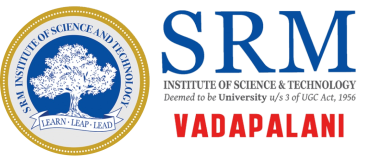 SRM INSTITUTE OF SCIENCE AND TECHNOLOGY
LEARN · LEAP · LEAD
SRM
INSTITUTE OF SCIENCE & TECHNOLOGY
Deemed to be University u/s 3 of UGC Act, 1956
VADAPALANI